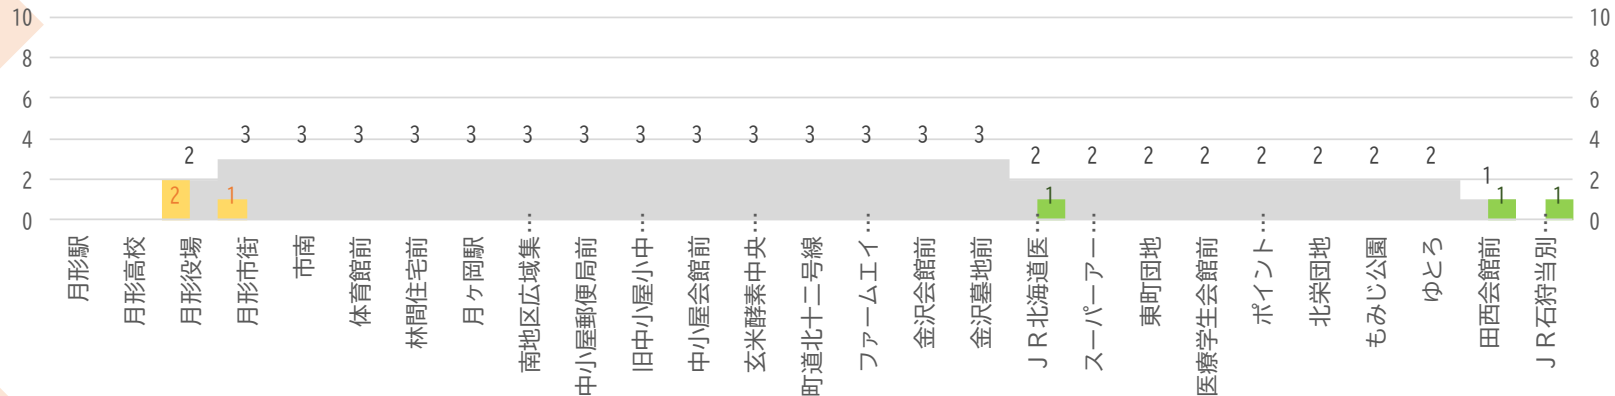 10
8
6
4
2
0
10
8
6
4
2
0
2 3 3 3 3 3 3 3 3 3 3 3 3 3 3 2 2 2 2 2 2 2 2 1
2 1 1 1 1
月形駅
月形高校
月形役場
月形市街
市南
体育館前
林間住宅前
月ヶ岡駅
南地区広域集…
中小屋郵便局前
旧中小屋小中…
中小屋会館前
玄米酵素中央…
町道北十二号線
ファームエイ…
金沢会館前
金沢墓地前
ＪＲ北海道医…
スーパーアー…
東町団地
医療学生会館前
ポイント…
北栄団地
もみじ公園
ゆとろ
田西会館前
ＪＲ石狩当別…